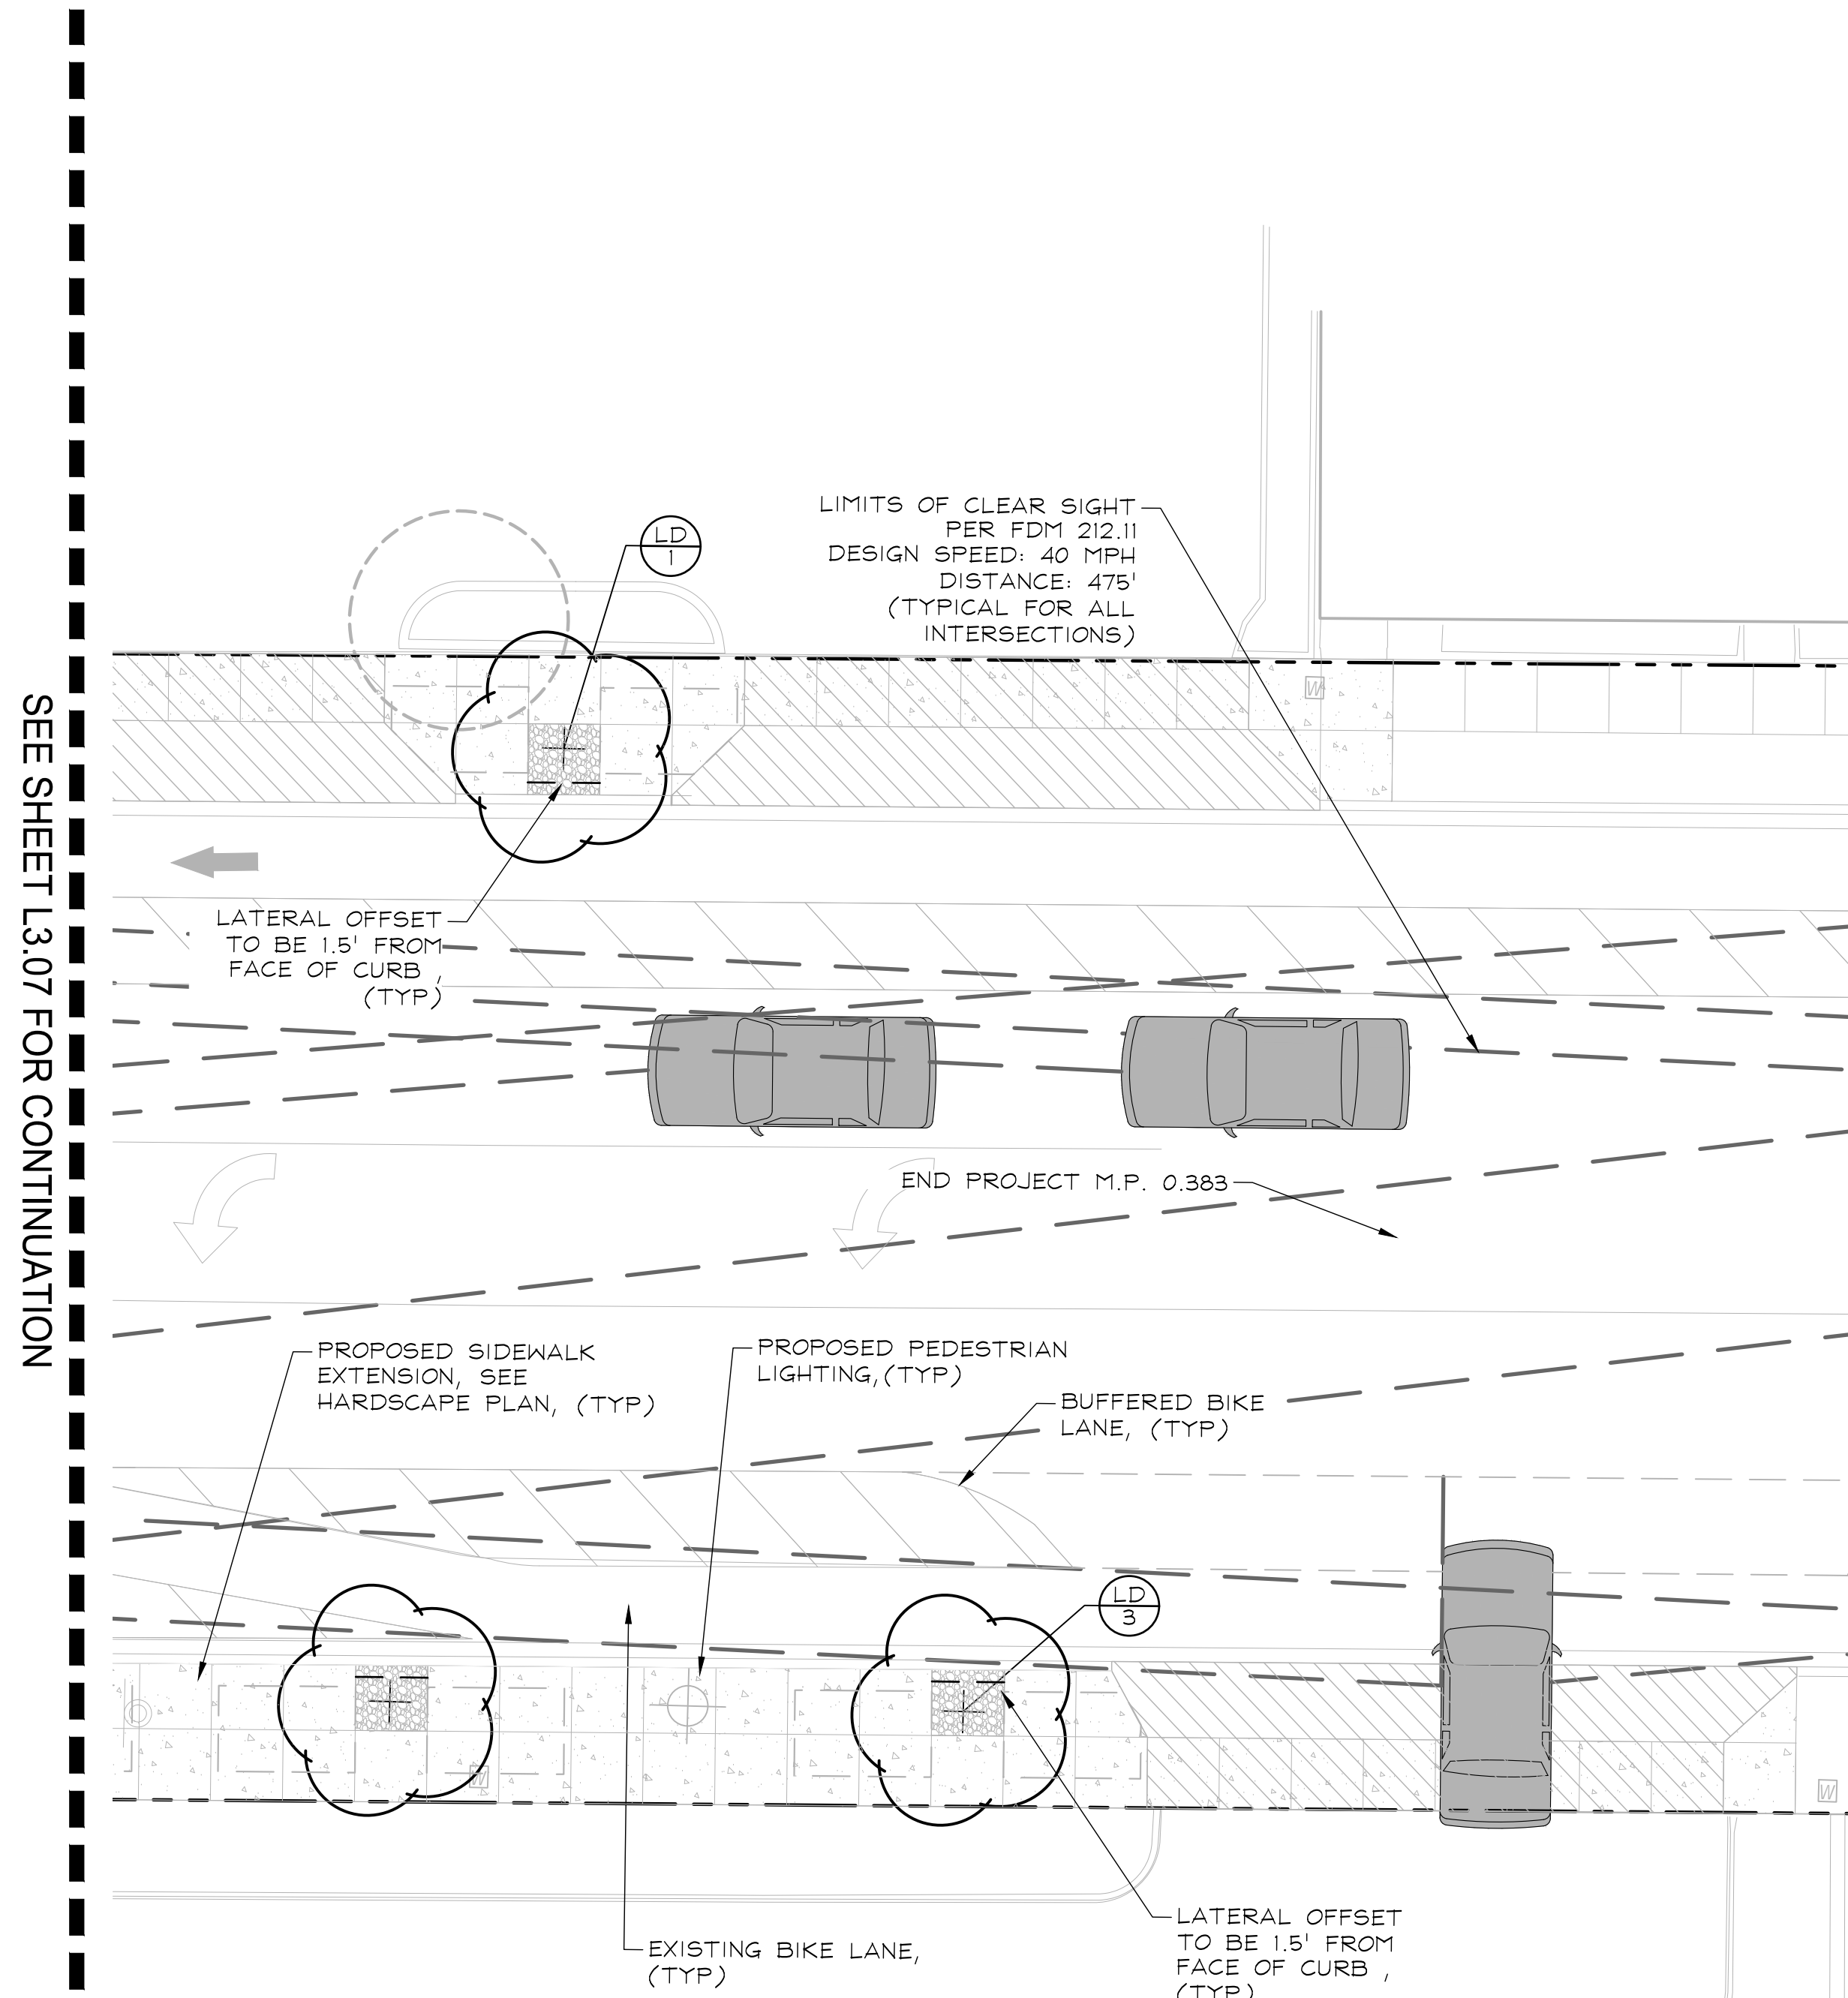 SEE SHEET L3.07 FOR CONTINUATION
LIMITS OF CLEAR SIGHT
PER FDM 212.11
DESIGN SPEED: 40 MPH
DISTANCE: 475'
(TYPICAL FOR ALL
INTERSECTIONS)
LD
1
W
LATERAL OFFSET
TO BE 1.5' FROM
FACE OF CURB ,
(TYP)
END PROJECT M.P. 0.383
PROPOSED SIDEWALK
EXTENSION, SEE
HARDSCAPE PLAN, (TYP)
PROPOSED PEDESTRIAN
LIGHTING, (TYP)
BUFFERED BIKE
LANE, (TYP)
LD
3
W
W
EXISTING BIKE LANE,
(TYP)
LATERAL OFFSET
TO BE 1.5' FROM
FACE OF CURB ,
(TYP)